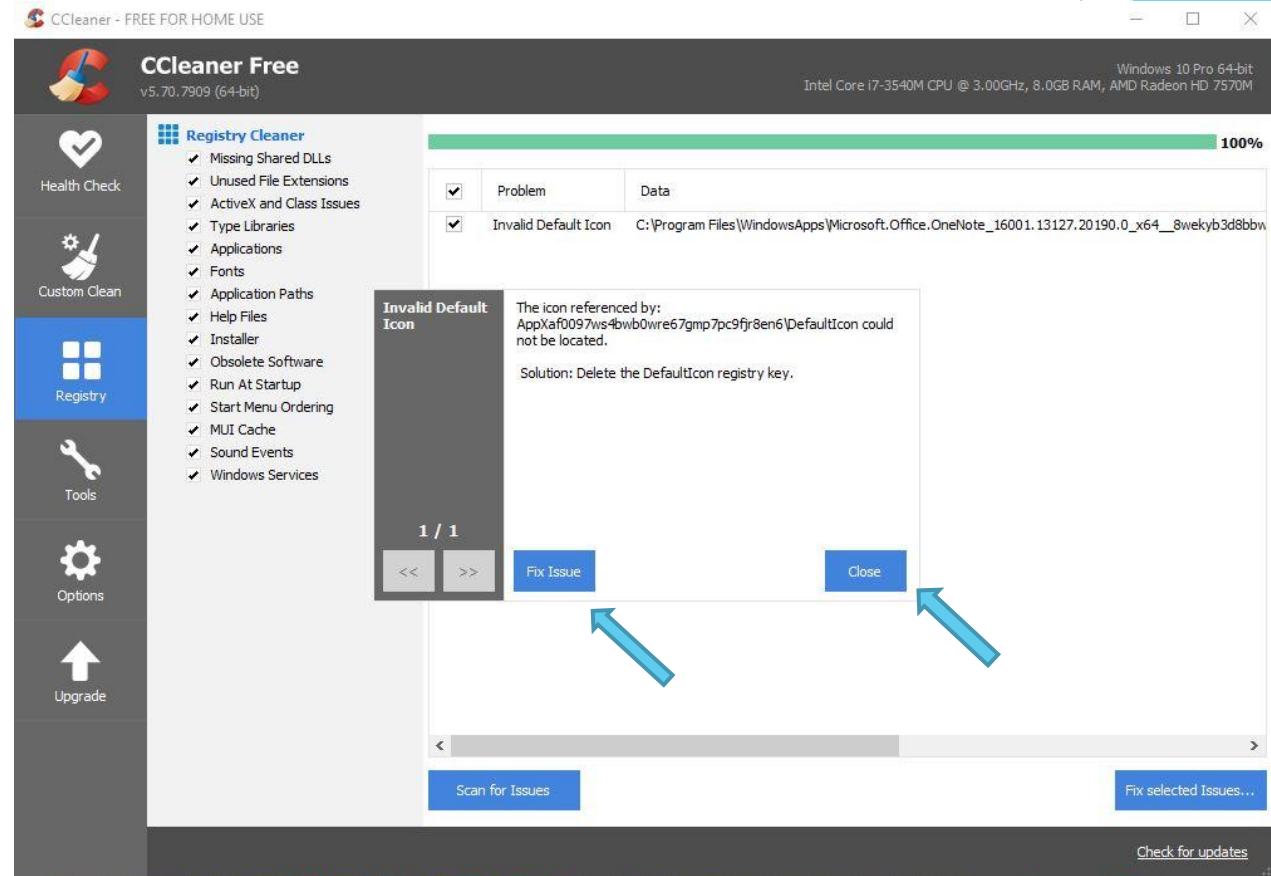 CCleaner - FREE FOR HOME USE
CCleaner Free
v5.70.7909 (64-bit)
Windows 10 Pro 64-bit
Intel Core i7-3540M CPU @ 3.00GHz, 8.0GB RAM, AMD Radeon HD 7570M
Health Check
Custom Clean
Registry
Tools
Options
Upgrade
Registry Cleaner
Missing Shared DLLs
Unused File Extensions
ActiveX and Class Issues
Type Libraries
Applications
Fonts
Application Paths
Help Files
Installer
Obsolete Software
Run At Startup
Start Menu Ordering
MUI Cache
Sound Events
Windows Services
100%
Problem Data
Invalid Default Icon C:\Program Files\WindowsApps\Microsoft.Office.OneNote_16001.13127.20190.0_x64__8wekyb3d8bbw
Invalid Default
Icon
The icon referenced by:
AppXaf0097ws4bwb0wre67gmp7pc9fjr8en6\DefaultIcon could
not be located.
Solution: Delete the DefaultIcon registry key.
1 / 1
<< >>
Fix Issue
Close
Scan for Issues
Fix selected Issues...
Check for updates